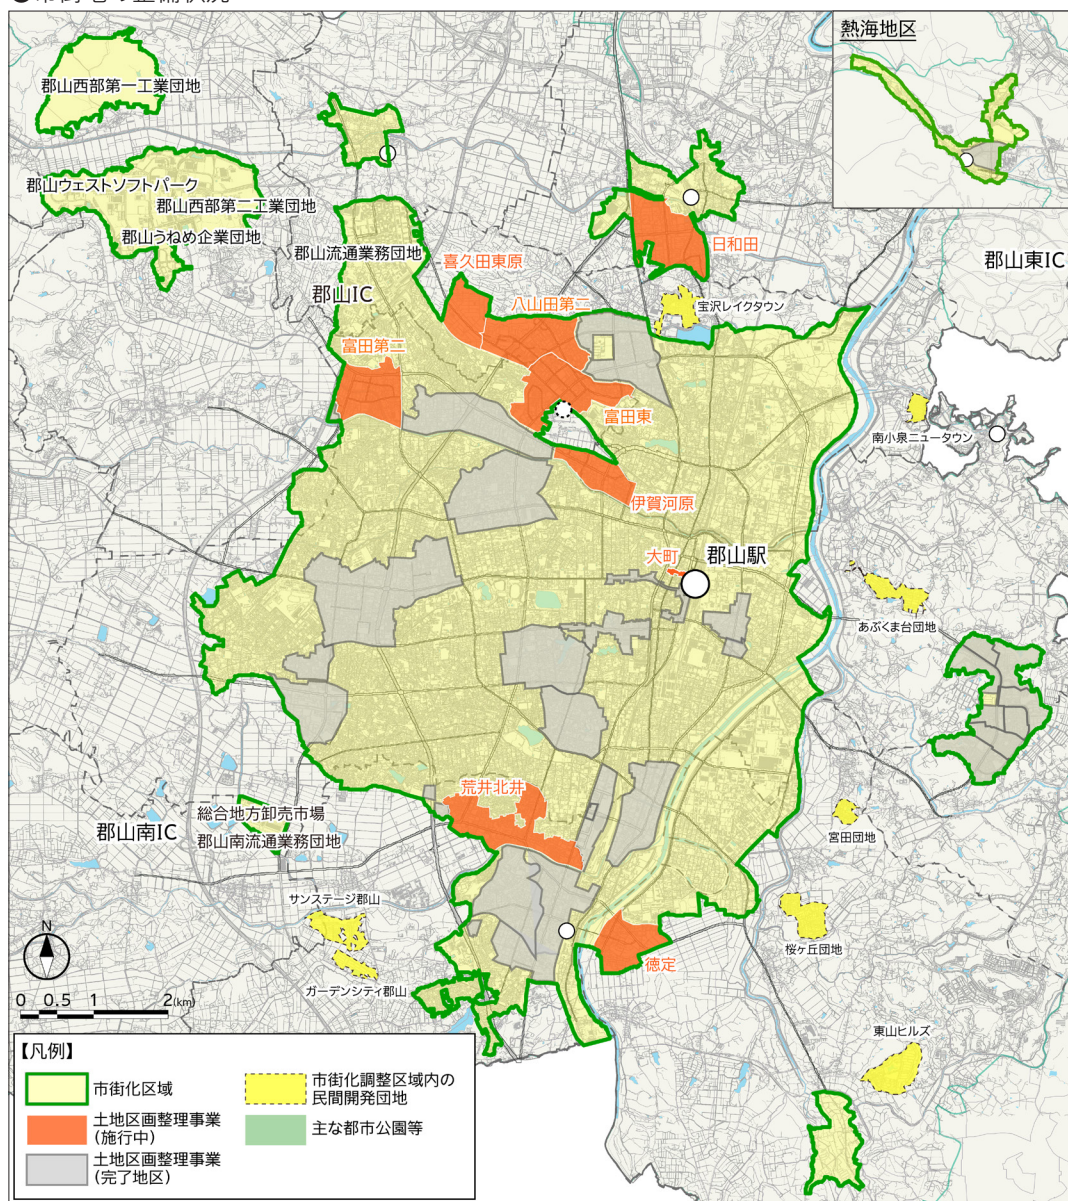 熱海地区
郡山西部第一工業団地
郡山ウェストソフトパーク
郡山西部第二工業団地
郡山うねめ企業団地
郡山流通業務団地
郡山IC
喜久田東原
八山田第二
日和田
宝沢レイクタウン
郡山東IC
富田第二
富田東
南小泉ニュータウン
伊賀河原
大町
郡山駅
あぶくま台団地
荒井北井
総合地方卸売市場
郡山南流通業務団地
郡山南IC
宮田団地
サンステージ郡山
ガーデンシティ郡山
桜ヶ丘団地
徳定
東山ヒルズ
N
0 0.5 1 2(km)
【凡例】
市街化区域
土地区画整理事業
(施行中)
土地区画整理事業
(完了地区)
市街化調整区域内の
民間開発団地
主な都市公園等